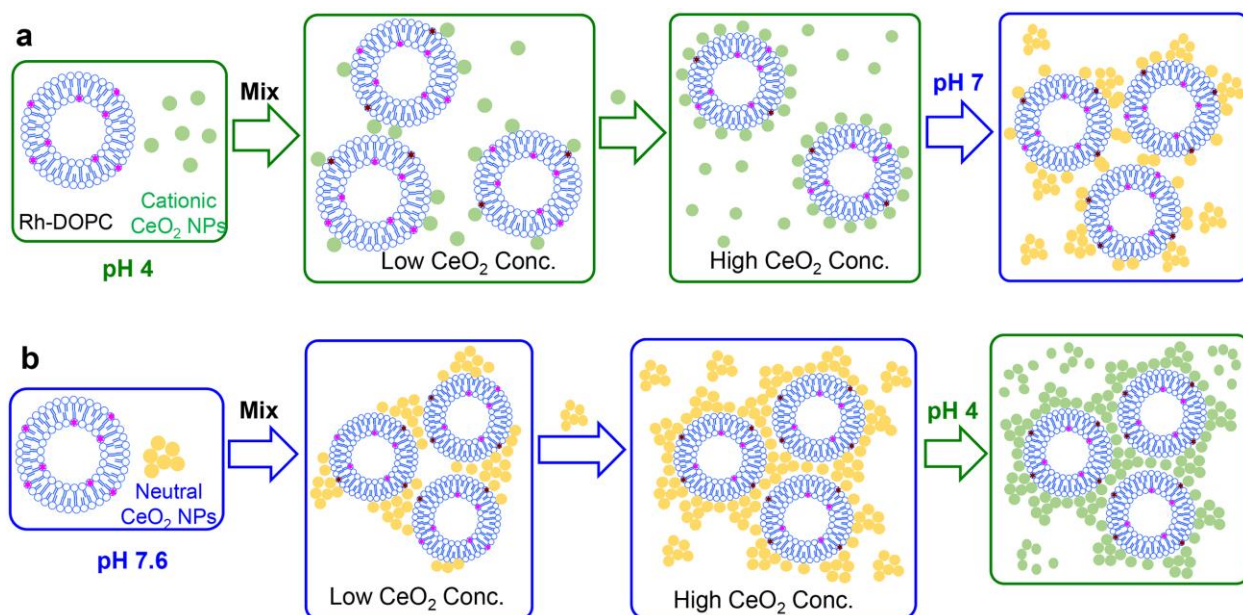 a
Rh-DOPC
Cationic
CeO₂ NPs
pH 4
Mix
Low CeO₂ Conc.
High CeO₂ Conc.
pH 7
b
Neutral
CeO₂ NPs
pH 7.6
Mix
Low CeO₂ Conc.
High CeO₂ Conc.
pH 4